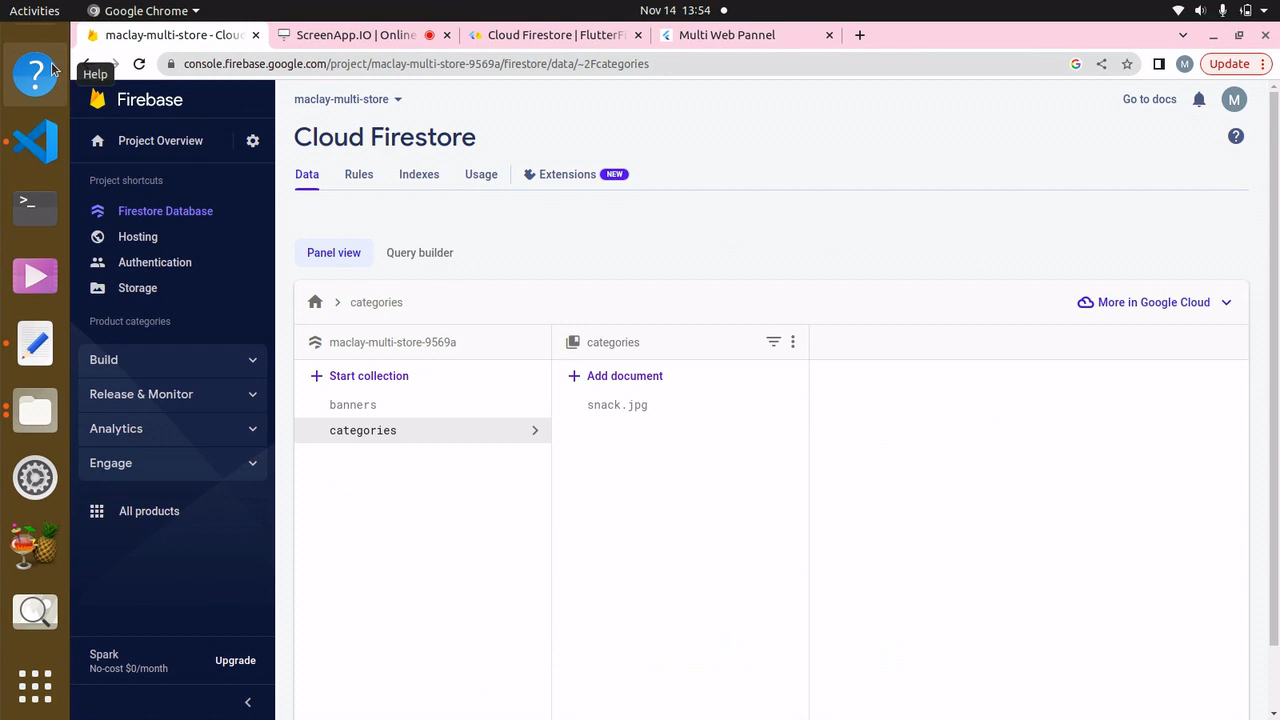 Activities
Google Chrome
Nov 14 13:54
maclay-multi-store - Clou
ScreenApp.IO | Online
Cloud Firestore | FlutterFi
Multi Web Pannel
console.firebase.google.com/project/maclay-multi-store-9569a/firestore/data/~2Fcategories
M
Update
Help
Firebase
maclay-multi-store
Go to docs
M
Project Overview
Cloud Firestore
Project shortcuts
Data
Rules
Indexes
Usage
Extensions
NEW
Firestore Database
Hosting
Authentication
Storage
Panel view
Query builder
categories
More in Google Cloud
Product categories
Build
Release & Monitor
Analytics
Engage
All products
maclay-multi-store-9569a
categories
Start collection
Add document
banners
snack.jpg
categories
Spark
No-cost $0/month
Upgrade